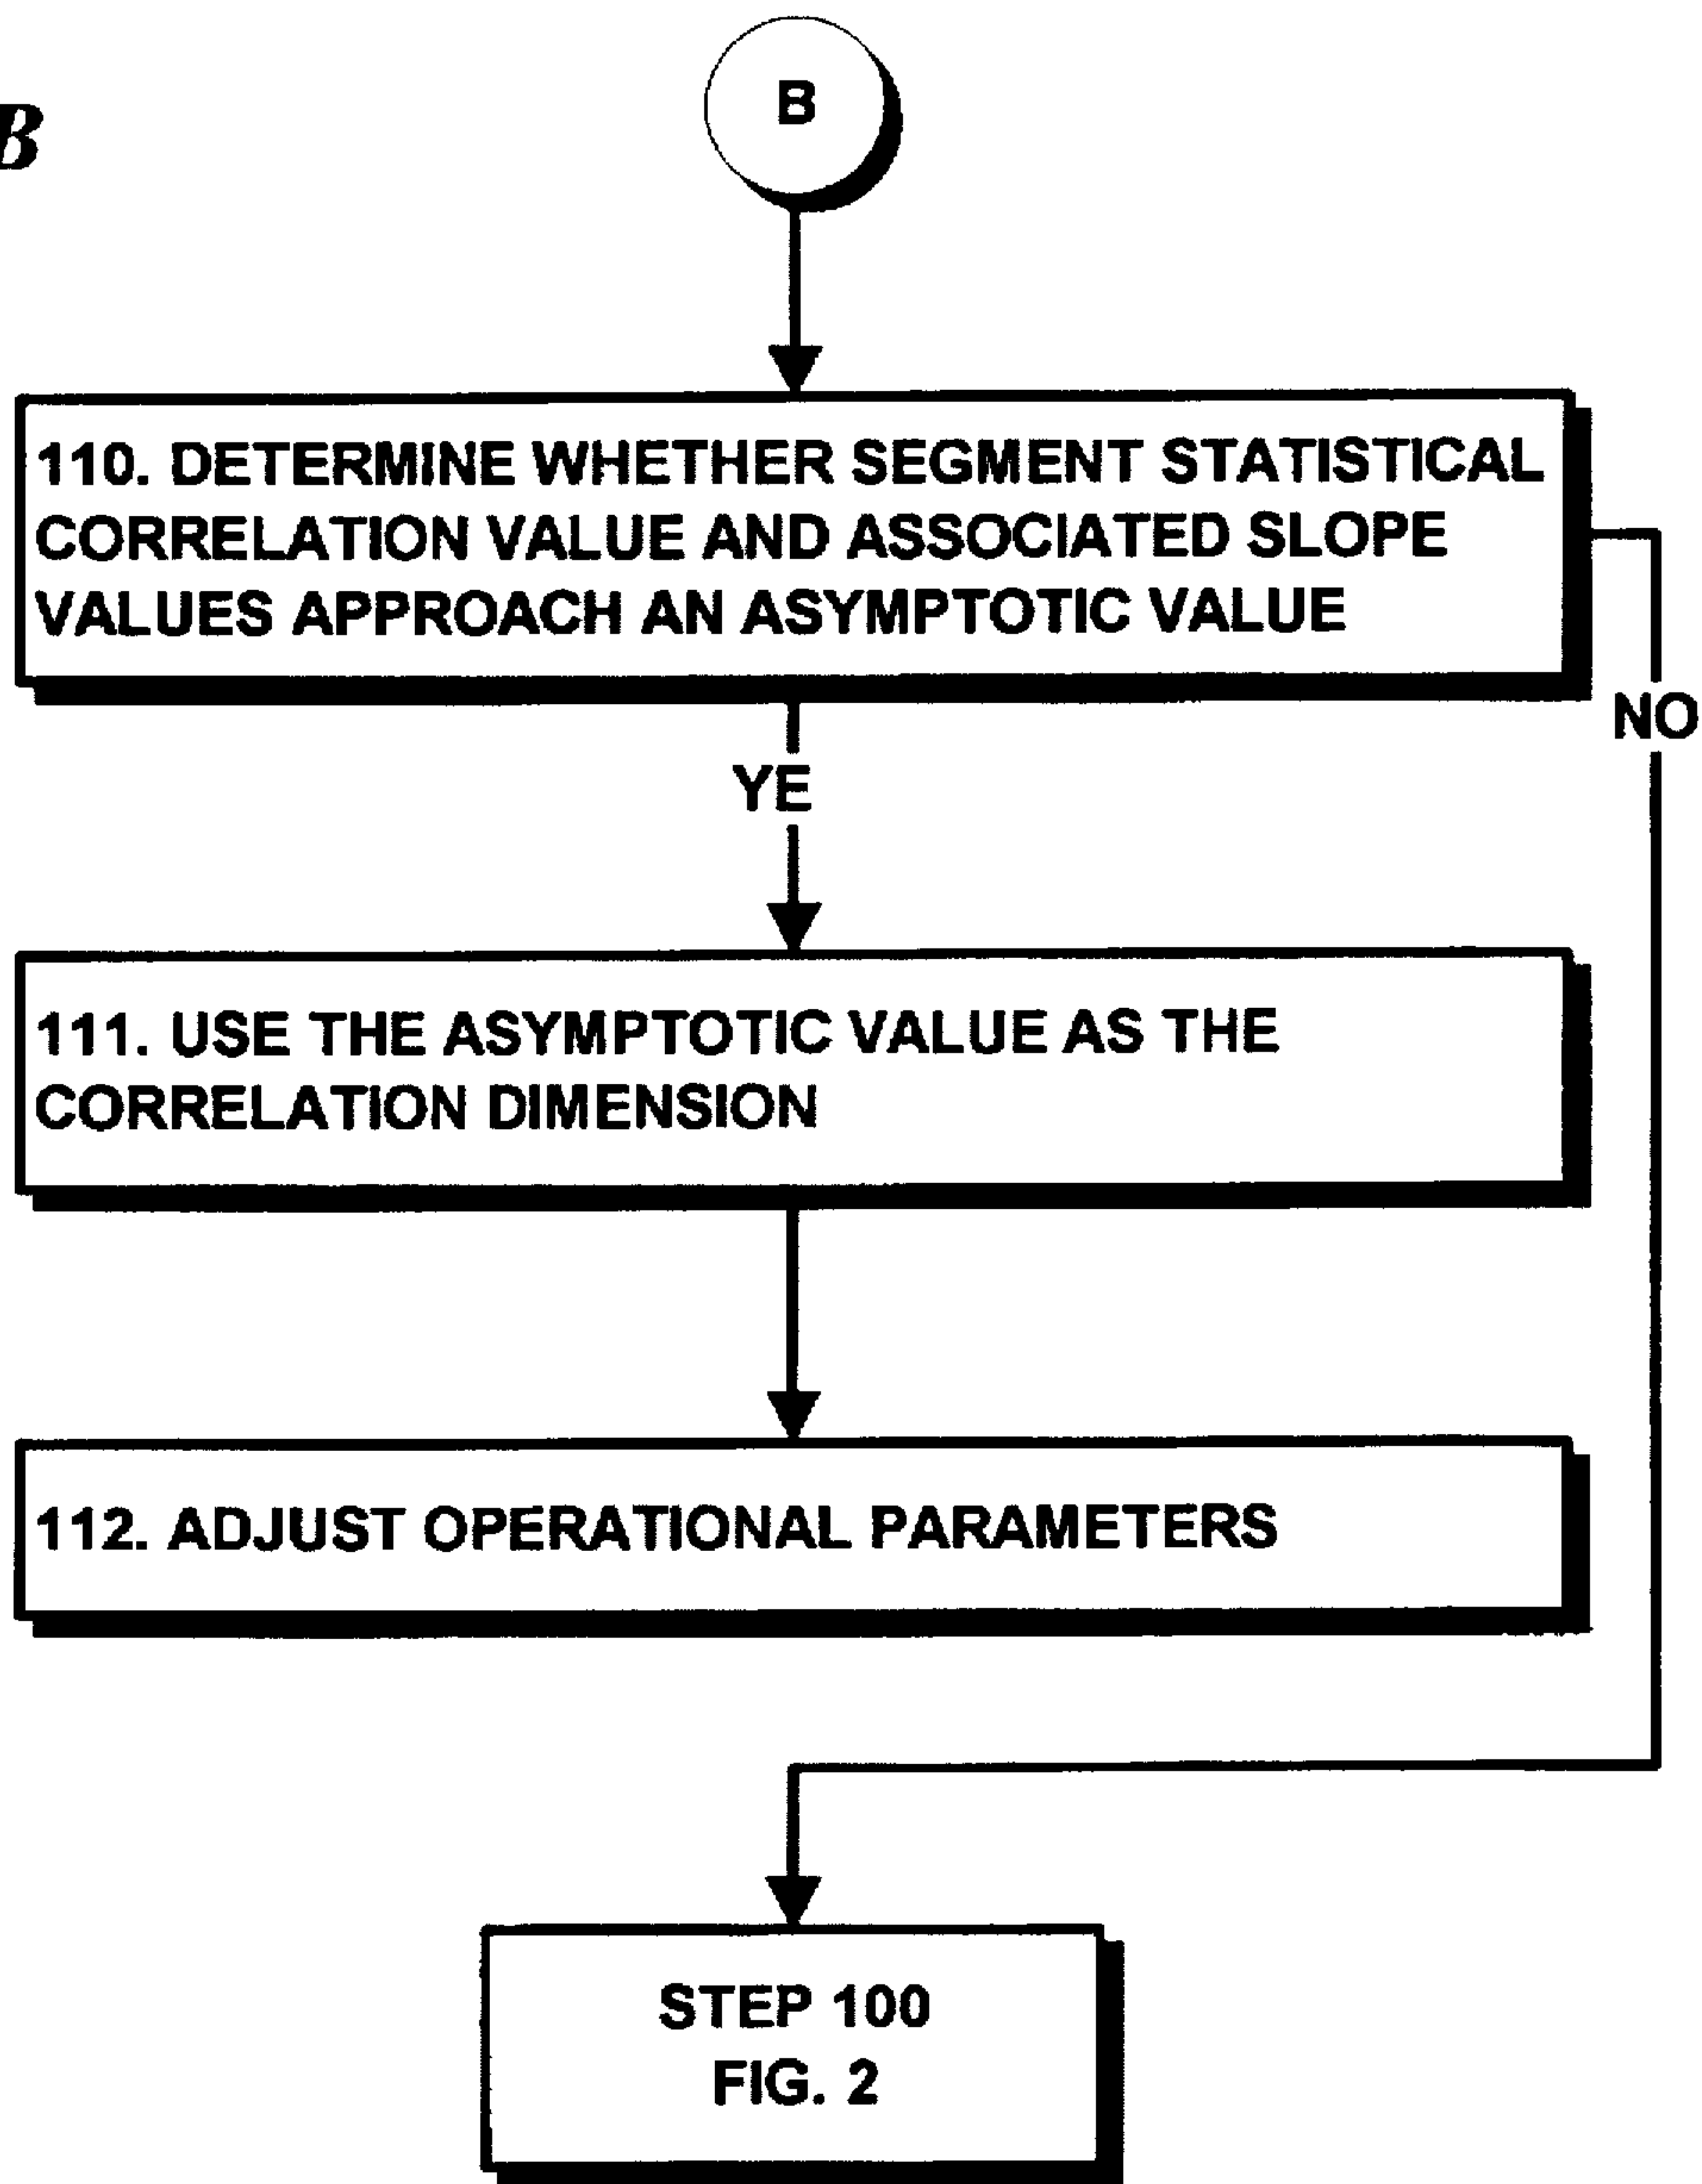 B
B
110. DETERMINE WHETHER SEGMENT STATISTICAL
CORRELATION VALUE AND ASSOCIATED SLOPE
VALUES APPROACH AN ASYMPTOTIC VALUE
NO
YE
111. USE THE ASYMPTOTIC VALUE AS THE
CORRELATION DIMENSION
112. ADJUST OPERATIONAL PARAMETERS
STEP 100
FIG. 2